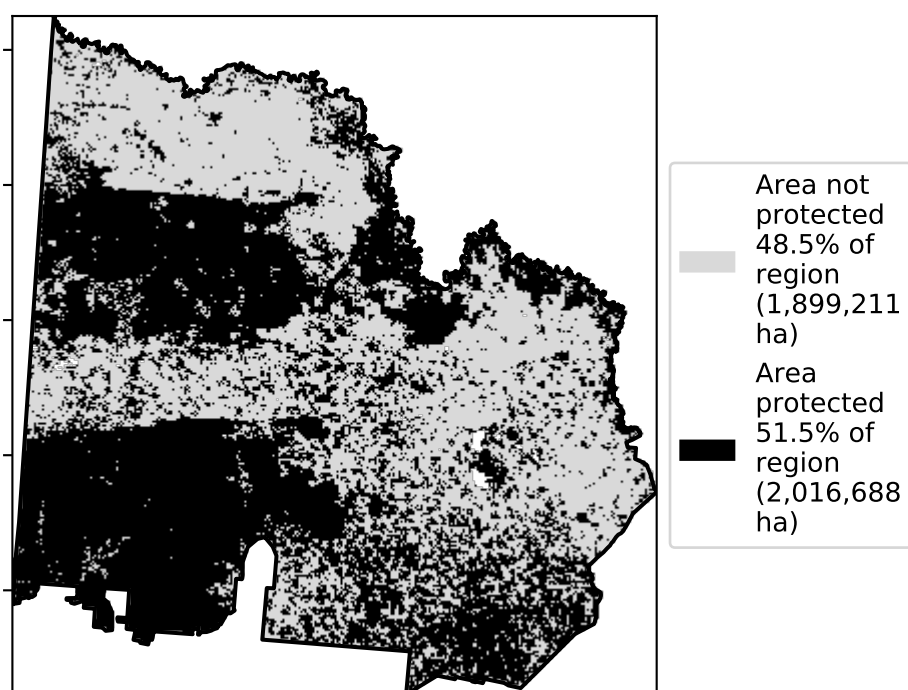 Area not
protected
48.5% of
region
(1,899,211
ha)
Area
protected
51.5% of
region
(2,016,688
ha)